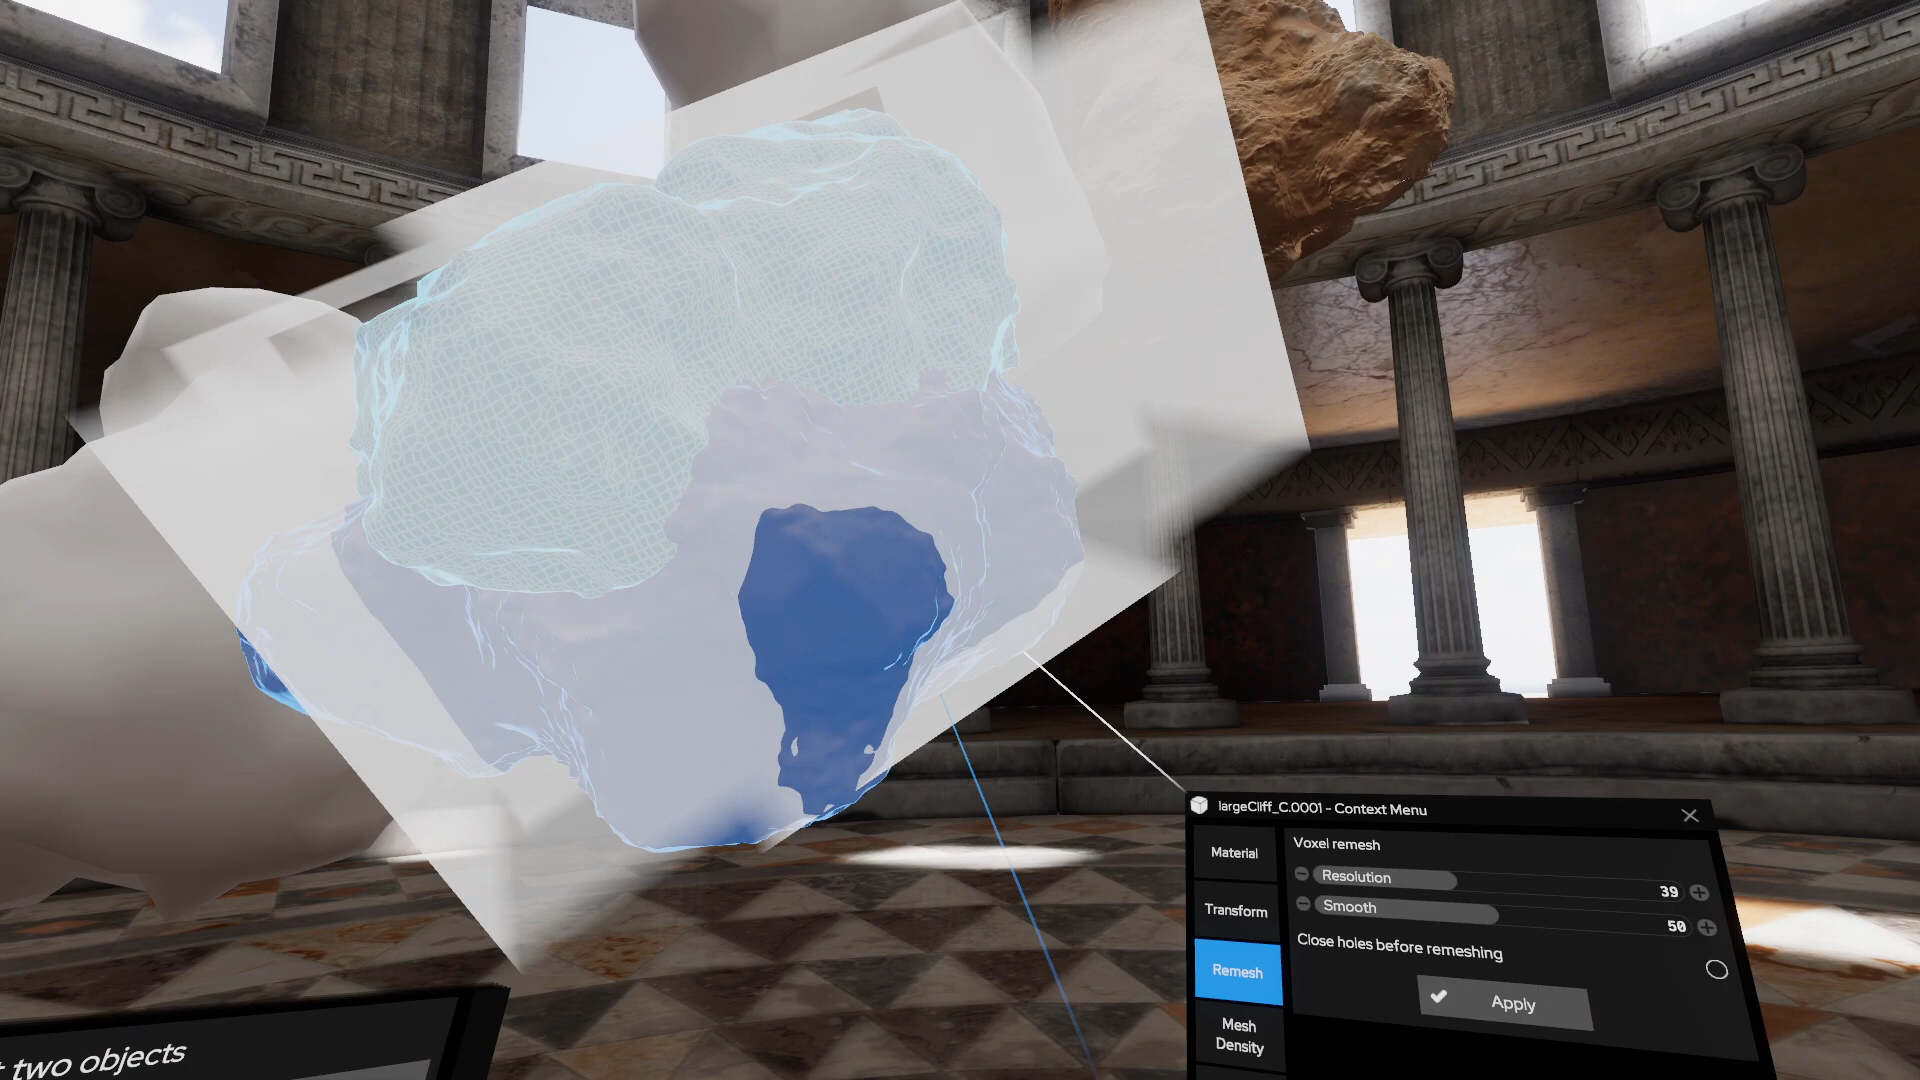 largeCliff_C.0001 - Context Menu
Material
Transform
Remesh
Mesh
Density
Voxel remesh
Resolution 39
Smooth 50
Close holes before remeshing
Apply
two objects